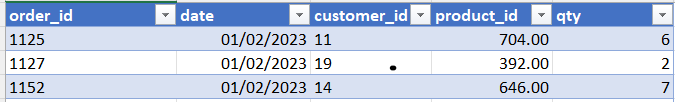 order_id date customer_id product_id qty
1125 01/02/2023 11 704.00 6
1127 01/02/2023 19 392.00 2
1152 01/02/2023 14 646.00 7